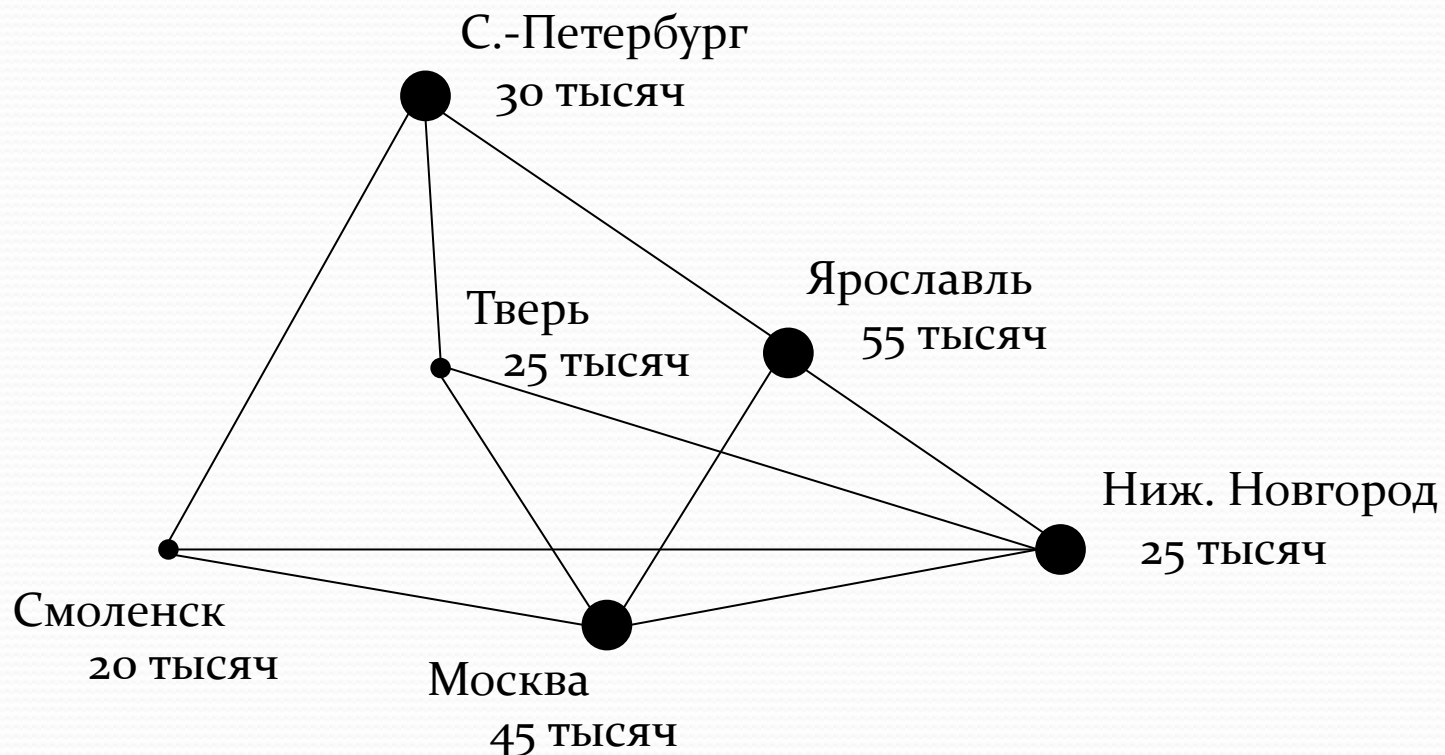 С.-Петербург
30 тысяч
Ярославль
55 тысяч
Тверь
25 тысяч
Ниж. Новгород
25 тысяч
Смоленск
20 тысяч
Москва
45 тысяч